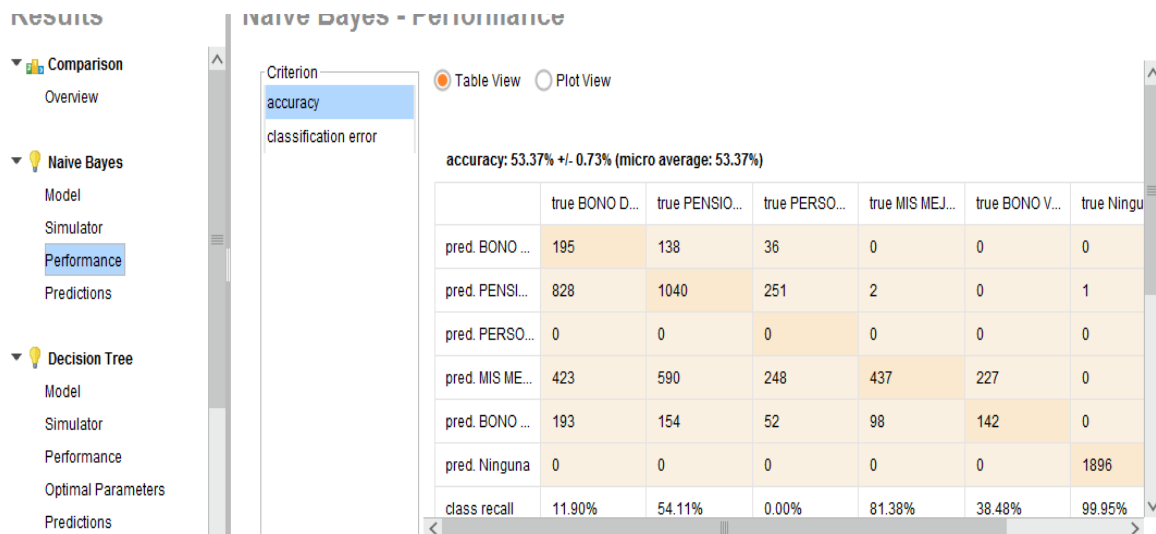 Results
Naive Bayes - Performance
Comparison
Overview
Naive Bayes
Model
Simulator
Performance
Predictions
Decision Tree
Model
Simulator
Performance
Optimal Parameters
Predictions
Criterion
accuracy
classification error
Table View Plot View
accuracy: 53.37% +/- 0.73% (micro average: 53.37%)
true BONO D... true PENSIO... true PERSO... true MIS MEJ... true BONO V... true Ningu
pred. BONO ... 195 138 36 0 0 0
pred. PENSI... 828 1040 251 2 0 1
pred. PERSO... 0 0 0 0 0 0
pred. MIS ME... 423 590 248 437 227 0
pred. BONO ... 193 154 52 98 142 0
pred. Ninguna 0 0 0 0 0 1896
class recall 11.90% 54.11% 0.00% 81.38% 38.48% 99.95%